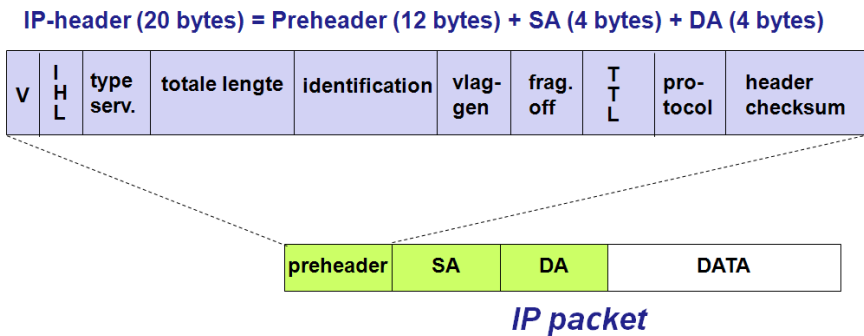 IP-header (20 bytes) = Preheader (12 bytes) + SA (4 bytes) + DA (4 bytes)
V
I
H
L
type
serv.
totale lengte
identification
vlag-
gen
frag.
off
T
T
L
pro-
tocol
header
checksum
preheader
SA
DA
DATA
IP packet